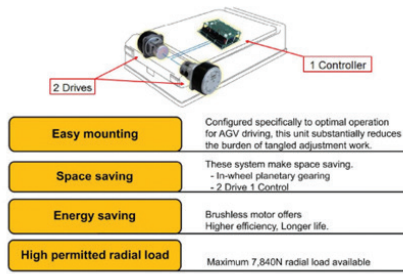 1 Controller
2 Drives
Easy mounting
Configured specifically to optimal operation
for AGV driving, this unit substantially reduces
the burden of tangled adjustment work.
Space saving
These system make space saving.
- In-wheel planetary gearing
- 2 Drive 1 Control
Energy saving
Brushless motor offers
Higher efficiency, Longer life.
High permitted radial load
Maximum 7,840N radial load available